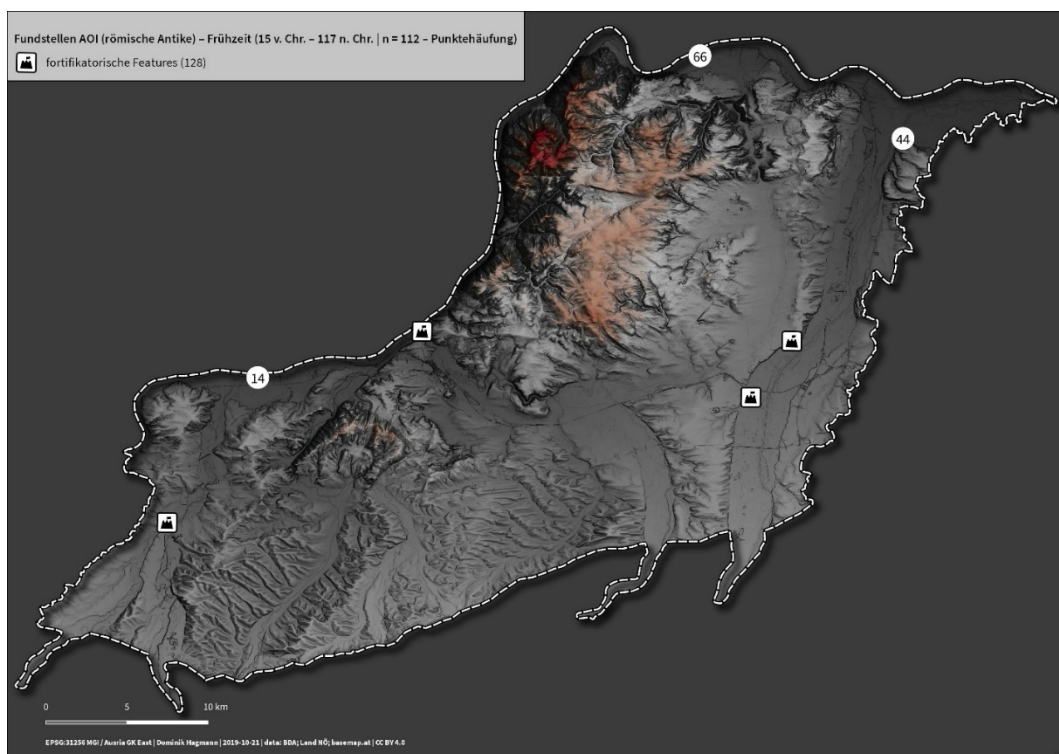 Fundstellen AOI (römische Antike) – Frühzeit (15 v. Chr. – 117 n. Chr. | n = 112 – Punktehäufung)
fortifikatorische Features (128)
66
44
14
0 5 10 km
EPSG:31256 MGI / Ausria GK East | Dominik Hagmann | 2019-10-21 | data: BDA; Land NÖ; basemap.at | CC BY 4.0